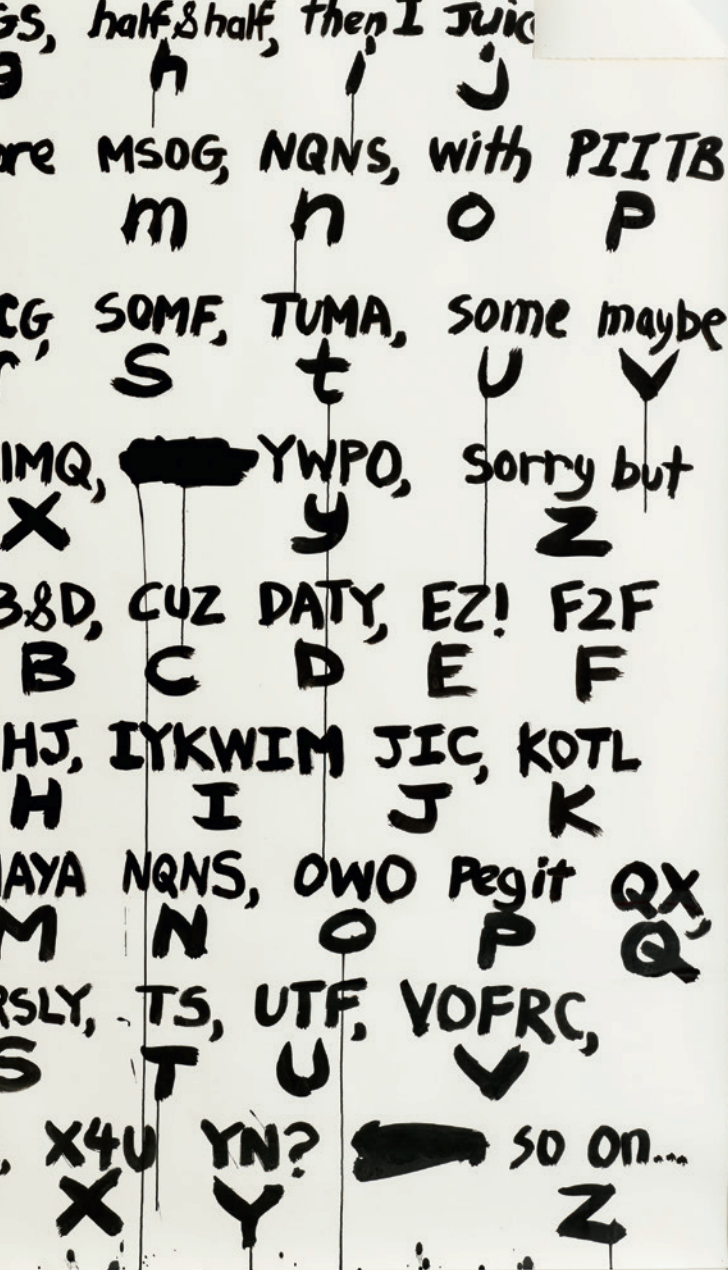 GS, half&half, then I Juic
g h i j
ore MSOG, NQNS, with PIITB
m n o p
CG, SOMF, TUMA, some maybe
r s t u v
IMQ, YWPO, sorry but
x y z
B&D, CUZ DATY, EZ! F2F
B C D E F
HJ, IYKWIM JIC, KOTL
H I J K
AYA NQNS, OWO Pegit QX,
M N O P Q
RSLY, TS, UTF, VOFRC,
S T U V
, X4U YN? so on...
X Y Z